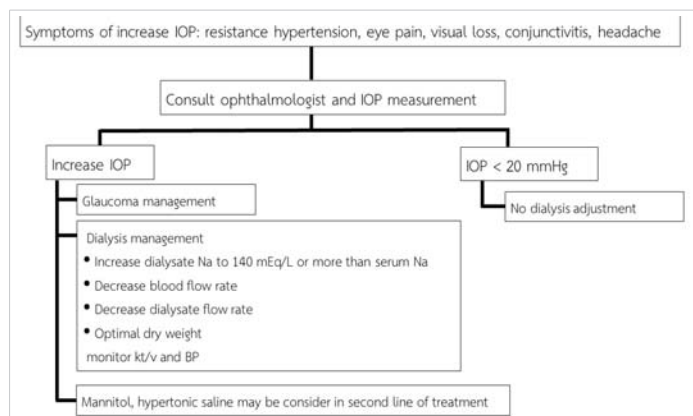 Symptoms of increase IOP: resistance hypertension, eye pain, visual loss, conjunctivitis, headache
Consult ophthalmologist and IOP measurement
Increase IOP
IOP < 20 mmHg
Glaucoma management
No dialysis adjustment
Dialysis management
• Increase dialysate Na to 140 mEq/L or more than serum Na
• Decrease blood flow rate
• Decrease dialysate flow rate
• Optimal dry weight
monitor kt/v and BP
Mannitol, hypertonic saline may be consider in second line of treatment